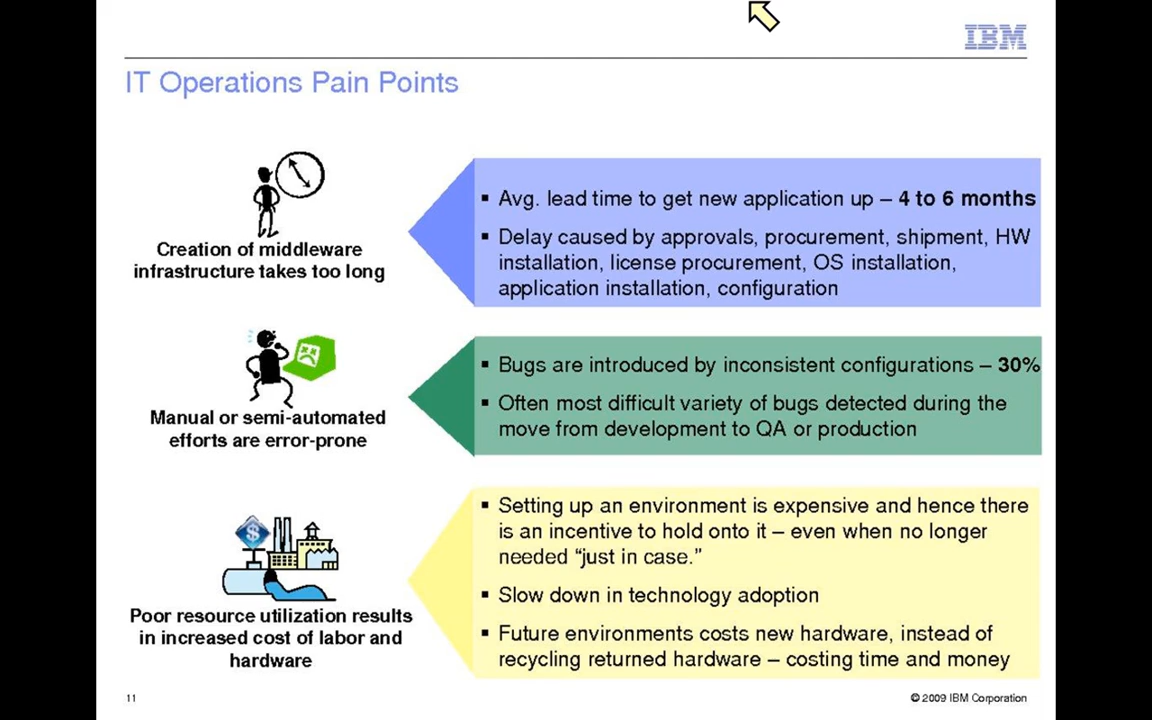 IBM
IT Operations Pain Points
Creation of middleware
infrastructure takes too long
▪ Avg. lead time to get new application up – 4 to 6 months
▪ Delay caused by approvals, procurement, shipment, HW
installation, license procurement, OS installation,
application installation, configuration
Manual or semi-automated
efforts are error-prone
▪ Bugs are introduced by inconsistent configurations – 30%
▪ Often most difficult variety of bugs detected during the
move from development to QA or production
$
Poor resource utilization results
in increased cost of labor and
hardware
▪ Setting up an environment is expensive and hence there
is an incentive to hold onto it – even when no longer
needed “just in case.”
▪ Slow down in technology adoption
▪ Future environments costs new hardware, instead of
recycling returned hardware – costing time and money
11
© 2009 IBM Corporation